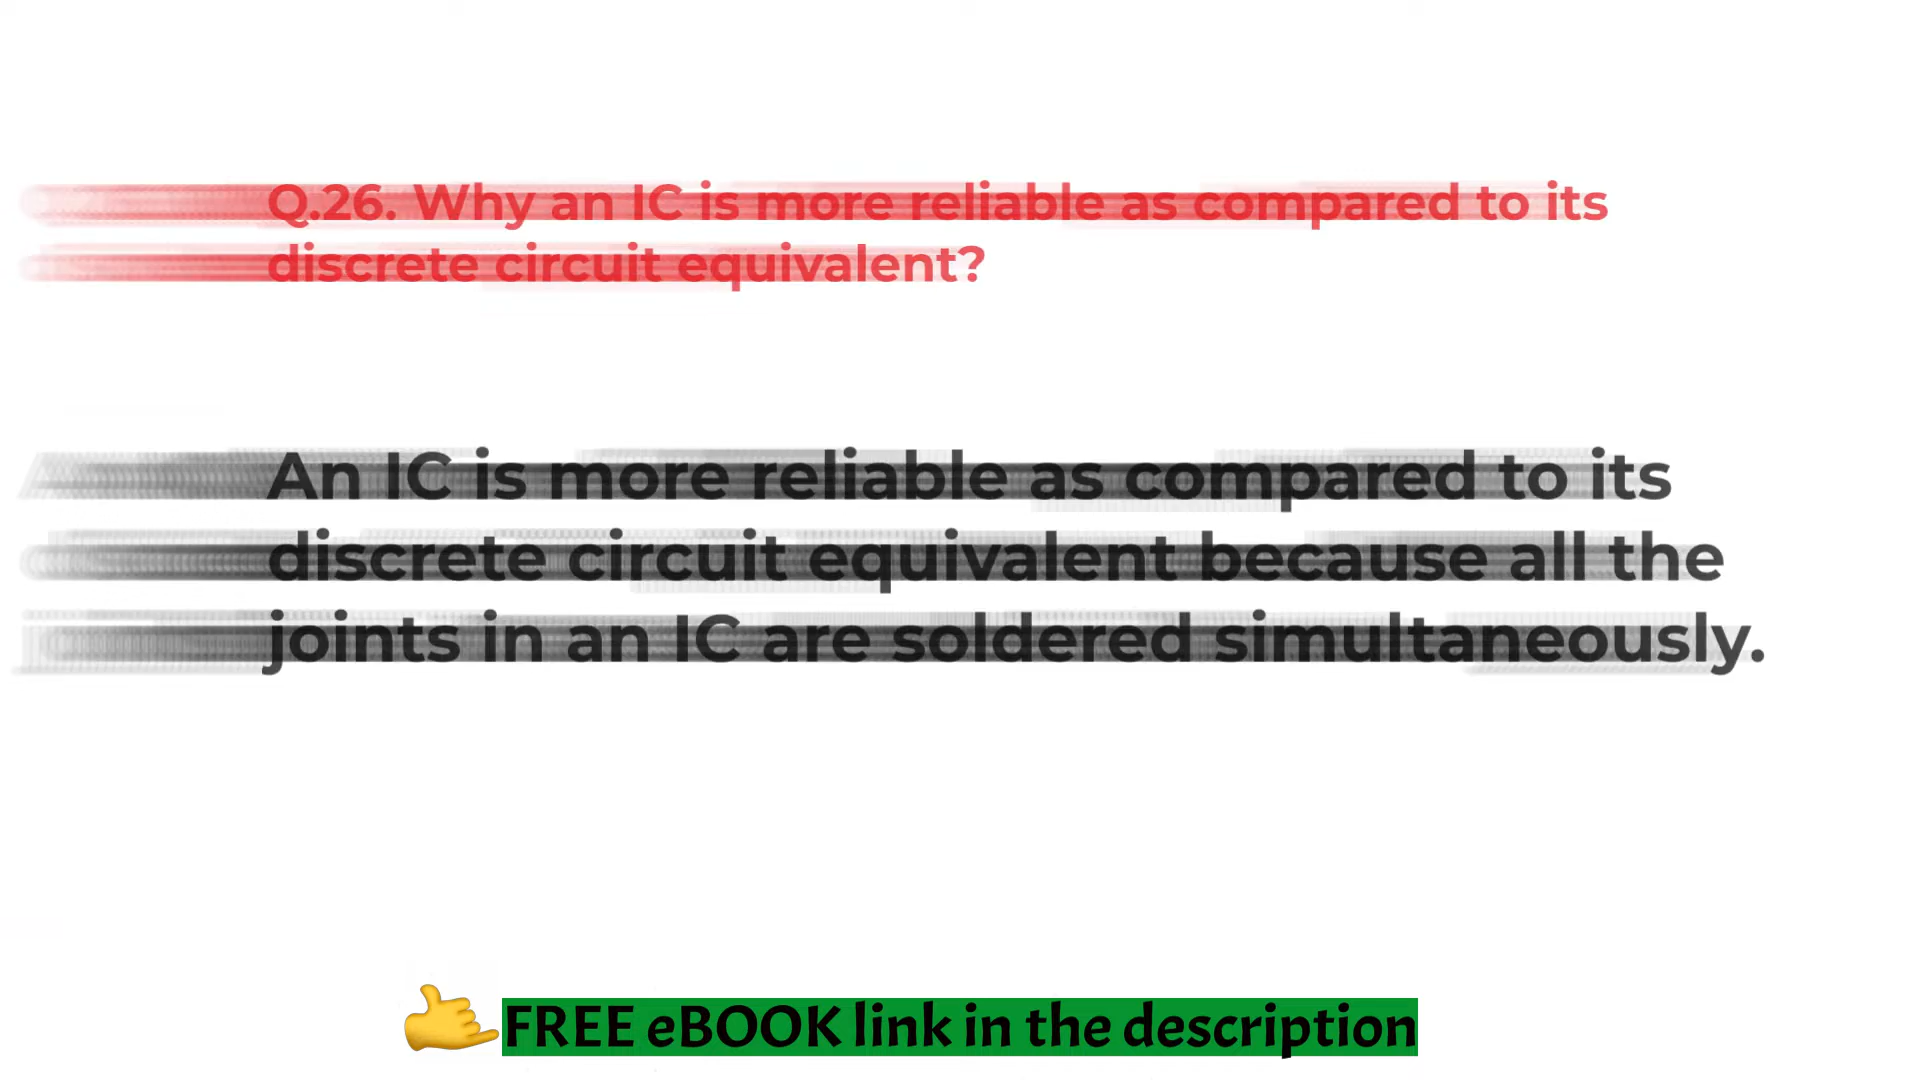 Q.26. Why an IC is more reliable as compared to its
discrete circuit equivalent?
An IC is more reliable as compared to its
discrete circuit equivalent because all the
joints in an IC are soldered simultaneously.
FREE eBOOK link in the description